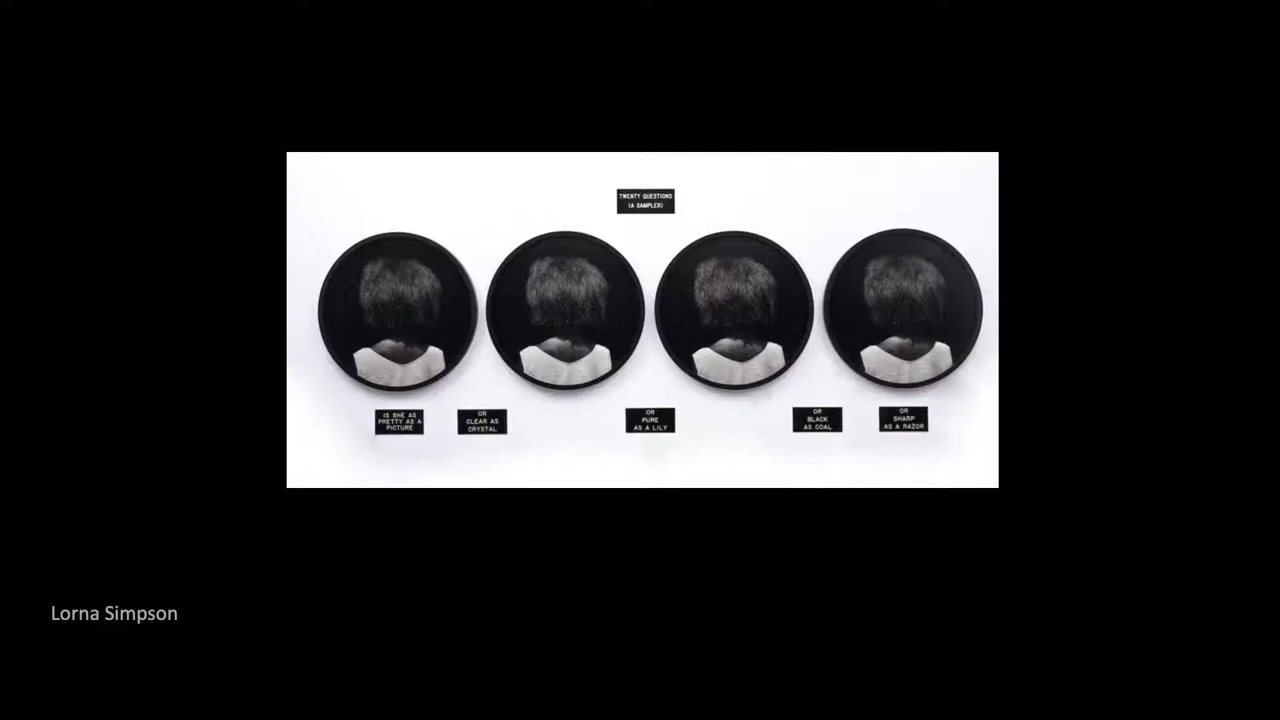 TWENTY QUESTIONS
(A SAMPLER)
IS SHE AS
PRETTY AS A
PICTURE
OR
CLEAR AS
CRYSTAL
OR
PURE
AS A LILY
OR
BLACK
AS COAL
OR
SHARP
AS A RAZOR
Lorna Simpson